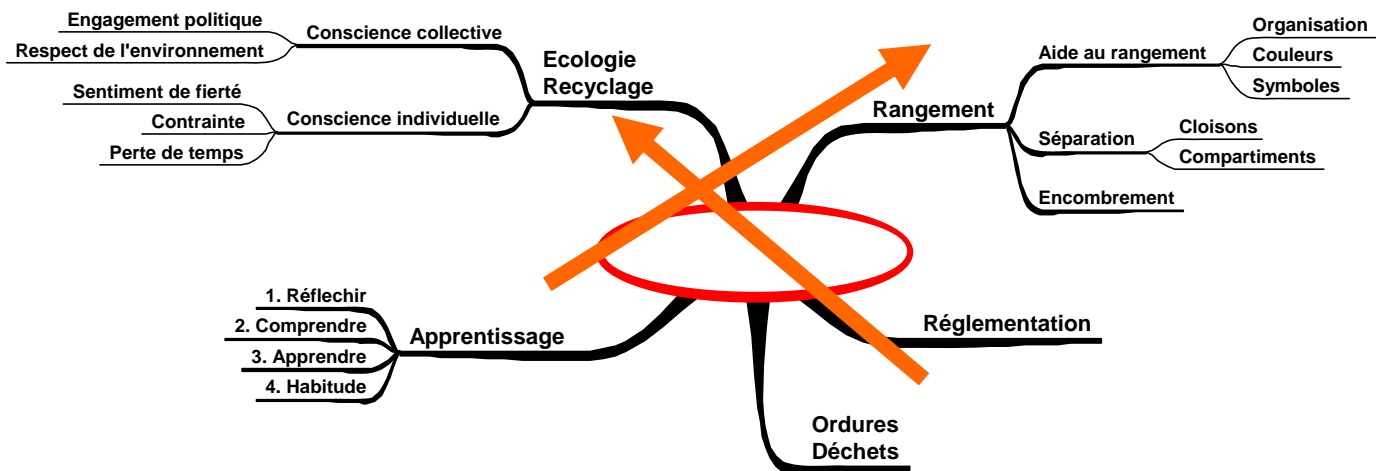 Engagement politique
Respect de l'environnement
Conscience collective
Sentiment de fierté
Contrainte
Perte de temps
Conscience individuelle
Ecologie
Recyclage
Rangement
Aide au rangement
Organisation
Couleurs
Symboles
Séparation
Cloisons
Compartiments
Encombrement
1. Réflechir
2. Comprendre
3. Apprendre
4. Habitude
Apprentissage
Réglementation
Ordures
Déchets